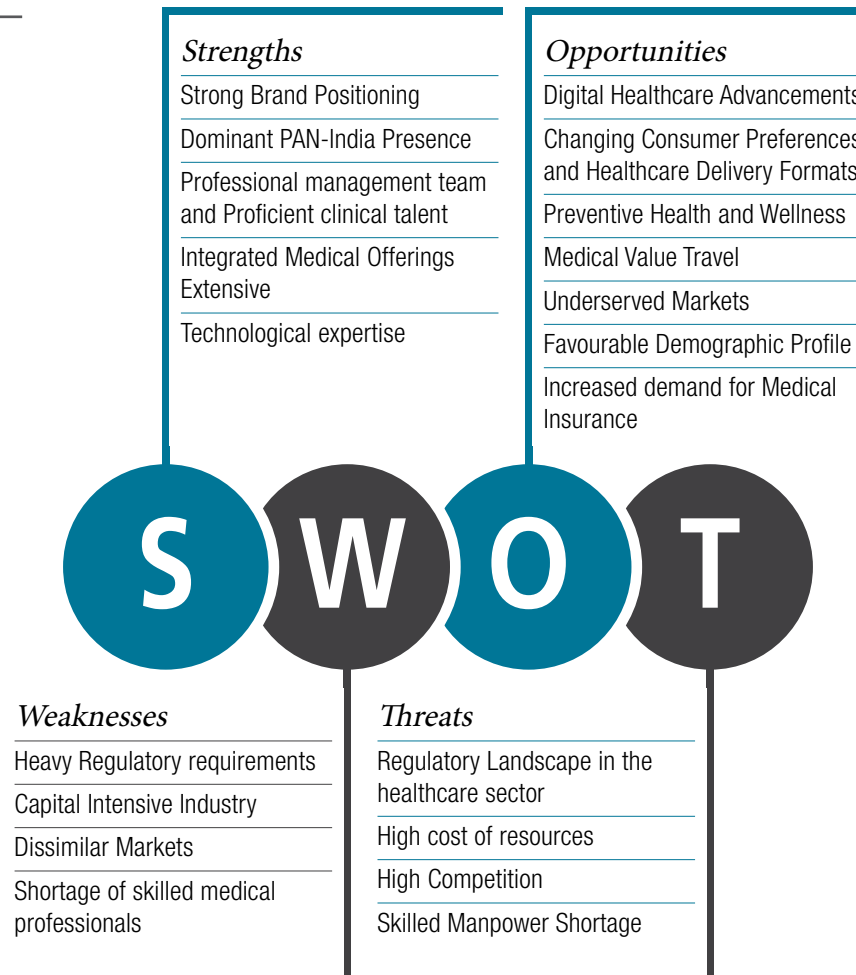 Strengths
Strong Brand Positioning
Dominant PAN-India Presence
Professional management team
and Proficient clinical talent
Integrated Medical Offerings
Extensive
Technological expertise
Opportunities
Digital Healthcare Advancements
Changing Consumer Preferences
and Healthcare Delivery Formats
Preventive Health and Wellness
Medical Value Travel
Underserved Markets
Favourable Demographic Profile
Increased demand for Medical
Insurance
S W O T
Weaknesses
Heavy Regulatory requirements
Capital Intensive Industry
Dissimilar Markets
Shortage of skilled medical
professionals
Threats
Regulatory Landscape in the
healthcare sector
High cost of resources
High Competition
Skilled Manpower Shortage